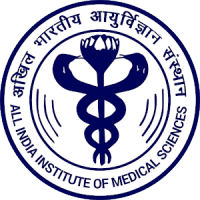 अखिल भारतीय आयुर्विज्ञान संस्थान
ALL INDIA INSTITUTE OF MEDICAL SCIENCES